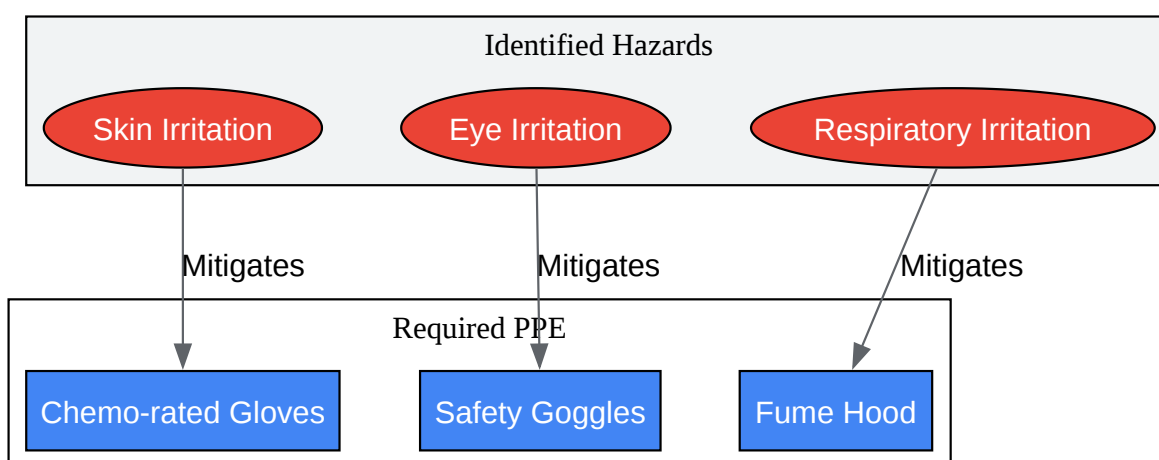 Identified Hazards
Skin Irritation
Eye Irritation
Respiratory Irritation
Mitigates
Mitigates
Mitigates
Required PPE
Chemo-rated Gloves
Safety Goggles
Fume Hood